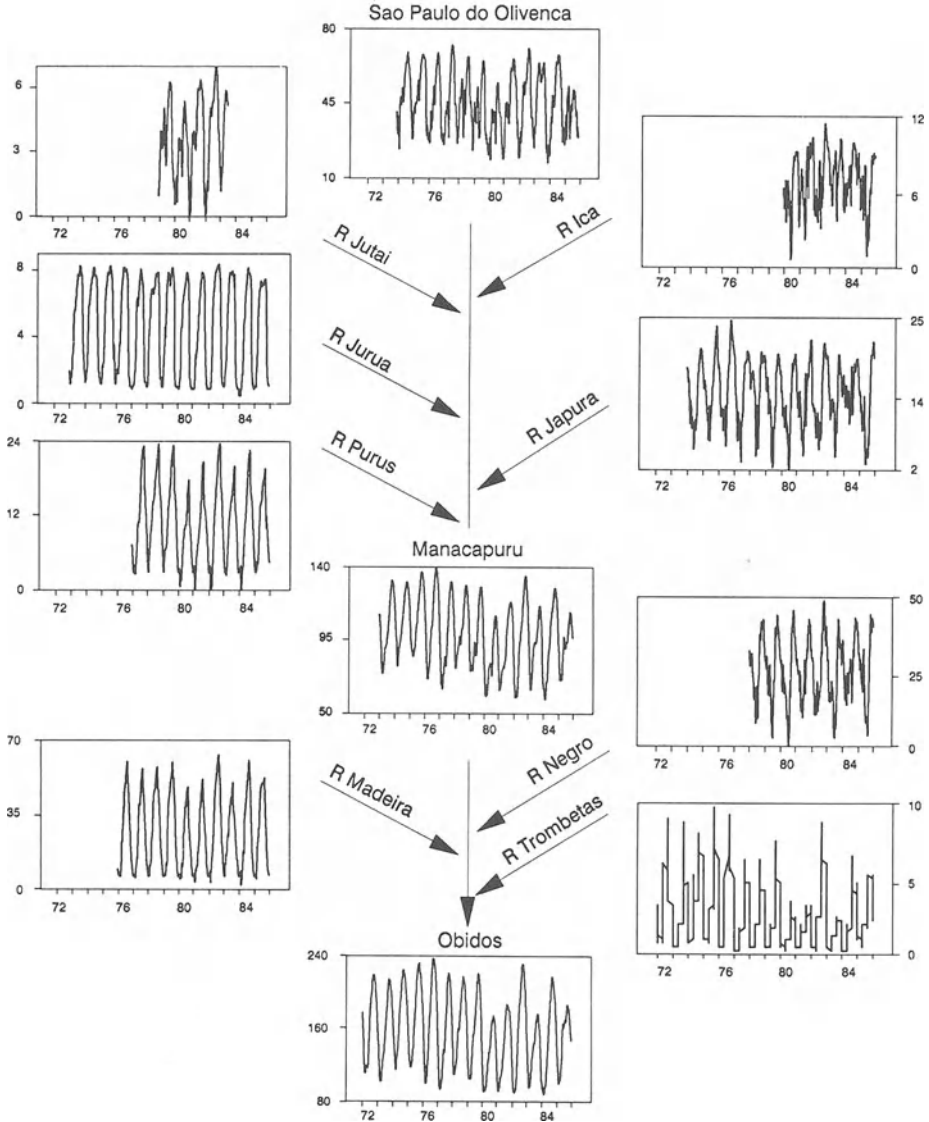 Sao Paulo do Olivenca
80
45
10
72 76 80 84
6
3
0
72 76 80 84
12
6
0
72 76 80 84
R Jutai
R Ica
8
4
0
72 76 80 84
R Jurua
R Japura
25
14
2
72 76 80 84
R Purus
24
12
0
72 76 80 84
Manacapuru
140
95
50
72 76 80 84
50
25
0
72 76 80 84
R Madeira
R Negro
R Trombetas
70
35
0
72 76 80 84
10
5
0
72 76 80 84
Obidos
240
160
80
72 76 80 84